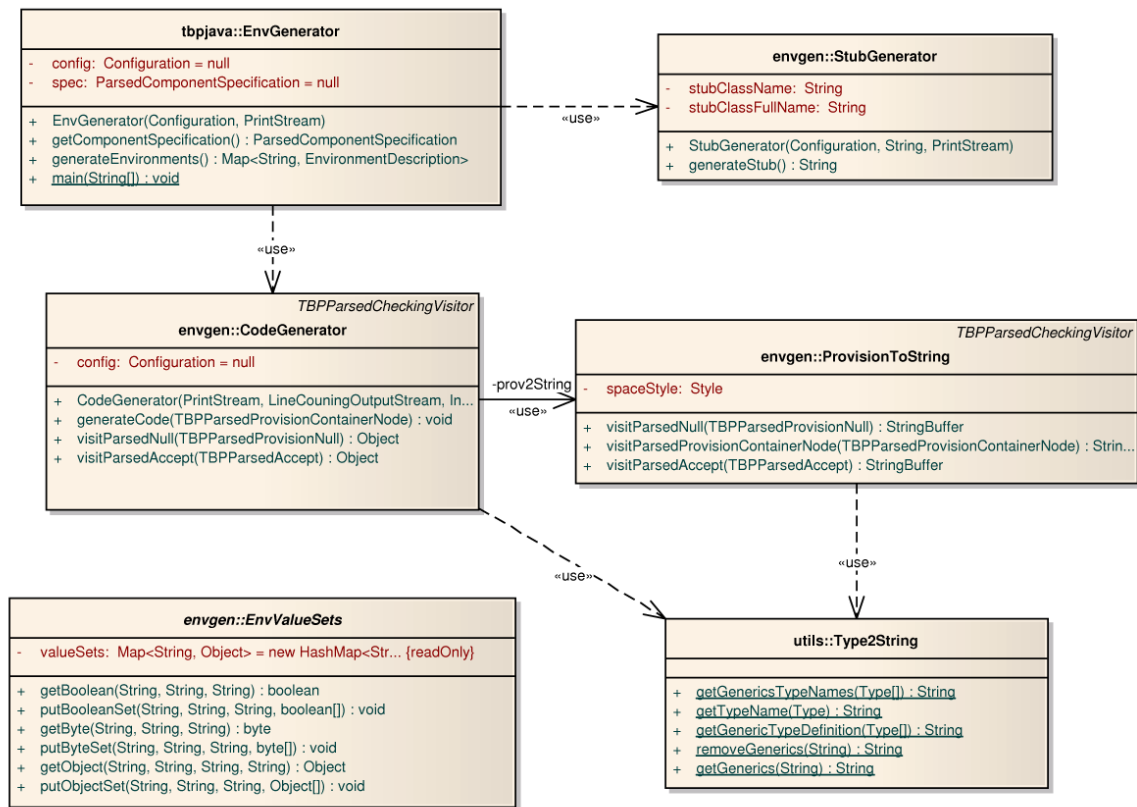 tbpjava::EnvGenerator
- config: Configuration = null
- spec: ParsedComponentSpecification = null
+ EnvGenerator(Configuration, PrintStream)
+ getComponentSpecification() : ParsedComponentSpecification
+ generateEnvironments() : Map<String, EnvironmentDescription>
+ main(String[]) : void
«use»
envgen::StubGenerator
- stubClassName: String
- stubClassFullName: String
+ StubGenerator(Configuration, String, PrintStream)
+ generateStub() : String
«use»
TBPParsedCheckingVisitor
envgen::CodeGenerator
- config: Configuration = null
+ CodeGenerator(PrintStream, LineCouningOutputStream, In...
+ generateCode(TBPParsedProvisionContainerNode) : void
+ visitParsedNull(TBPParsedProvisionNull) : Object
+ visitParsedAccept(TBPParsedAccept) : Object
-prov2String
«use»
TBPParsedCheckingVisitor
envgen::ProvisionToString
- spaceStyle: Style
+ visitParsedNull(TBPParsedProvisionNull) : StringBuffer
+ visitParsedProvisionContainerNode(TBPParsedProvisionContainerNode) : Strin...
+ visitParsedAccept(TBPParsedAccept) : StringBuffer
«use»
«use»
envgen::EnvValueSets
- valueSets: Map<String, Object> = new HashMap<Str... {readOnly}
+ getBoolean(String, String, String) : boolean
+ putBooleanSet(String, String, String, boolean[]) : void
+ getByte(String, String, String) : byte
+ putByteSet(String, String, String, byte[]) : void
+ getObject(String, String, String, String) : Object
+ putObjectSet(String, String, String, Object[]) : void
utils::Type2String
+ getGenericsTypeNames(Type[]) : String
+ getTypeName(Type) : String
+ getGenericTypeDefinition(Type[]) : String
+ removeGenerics(String) : String
+ getGenerics(String) : String